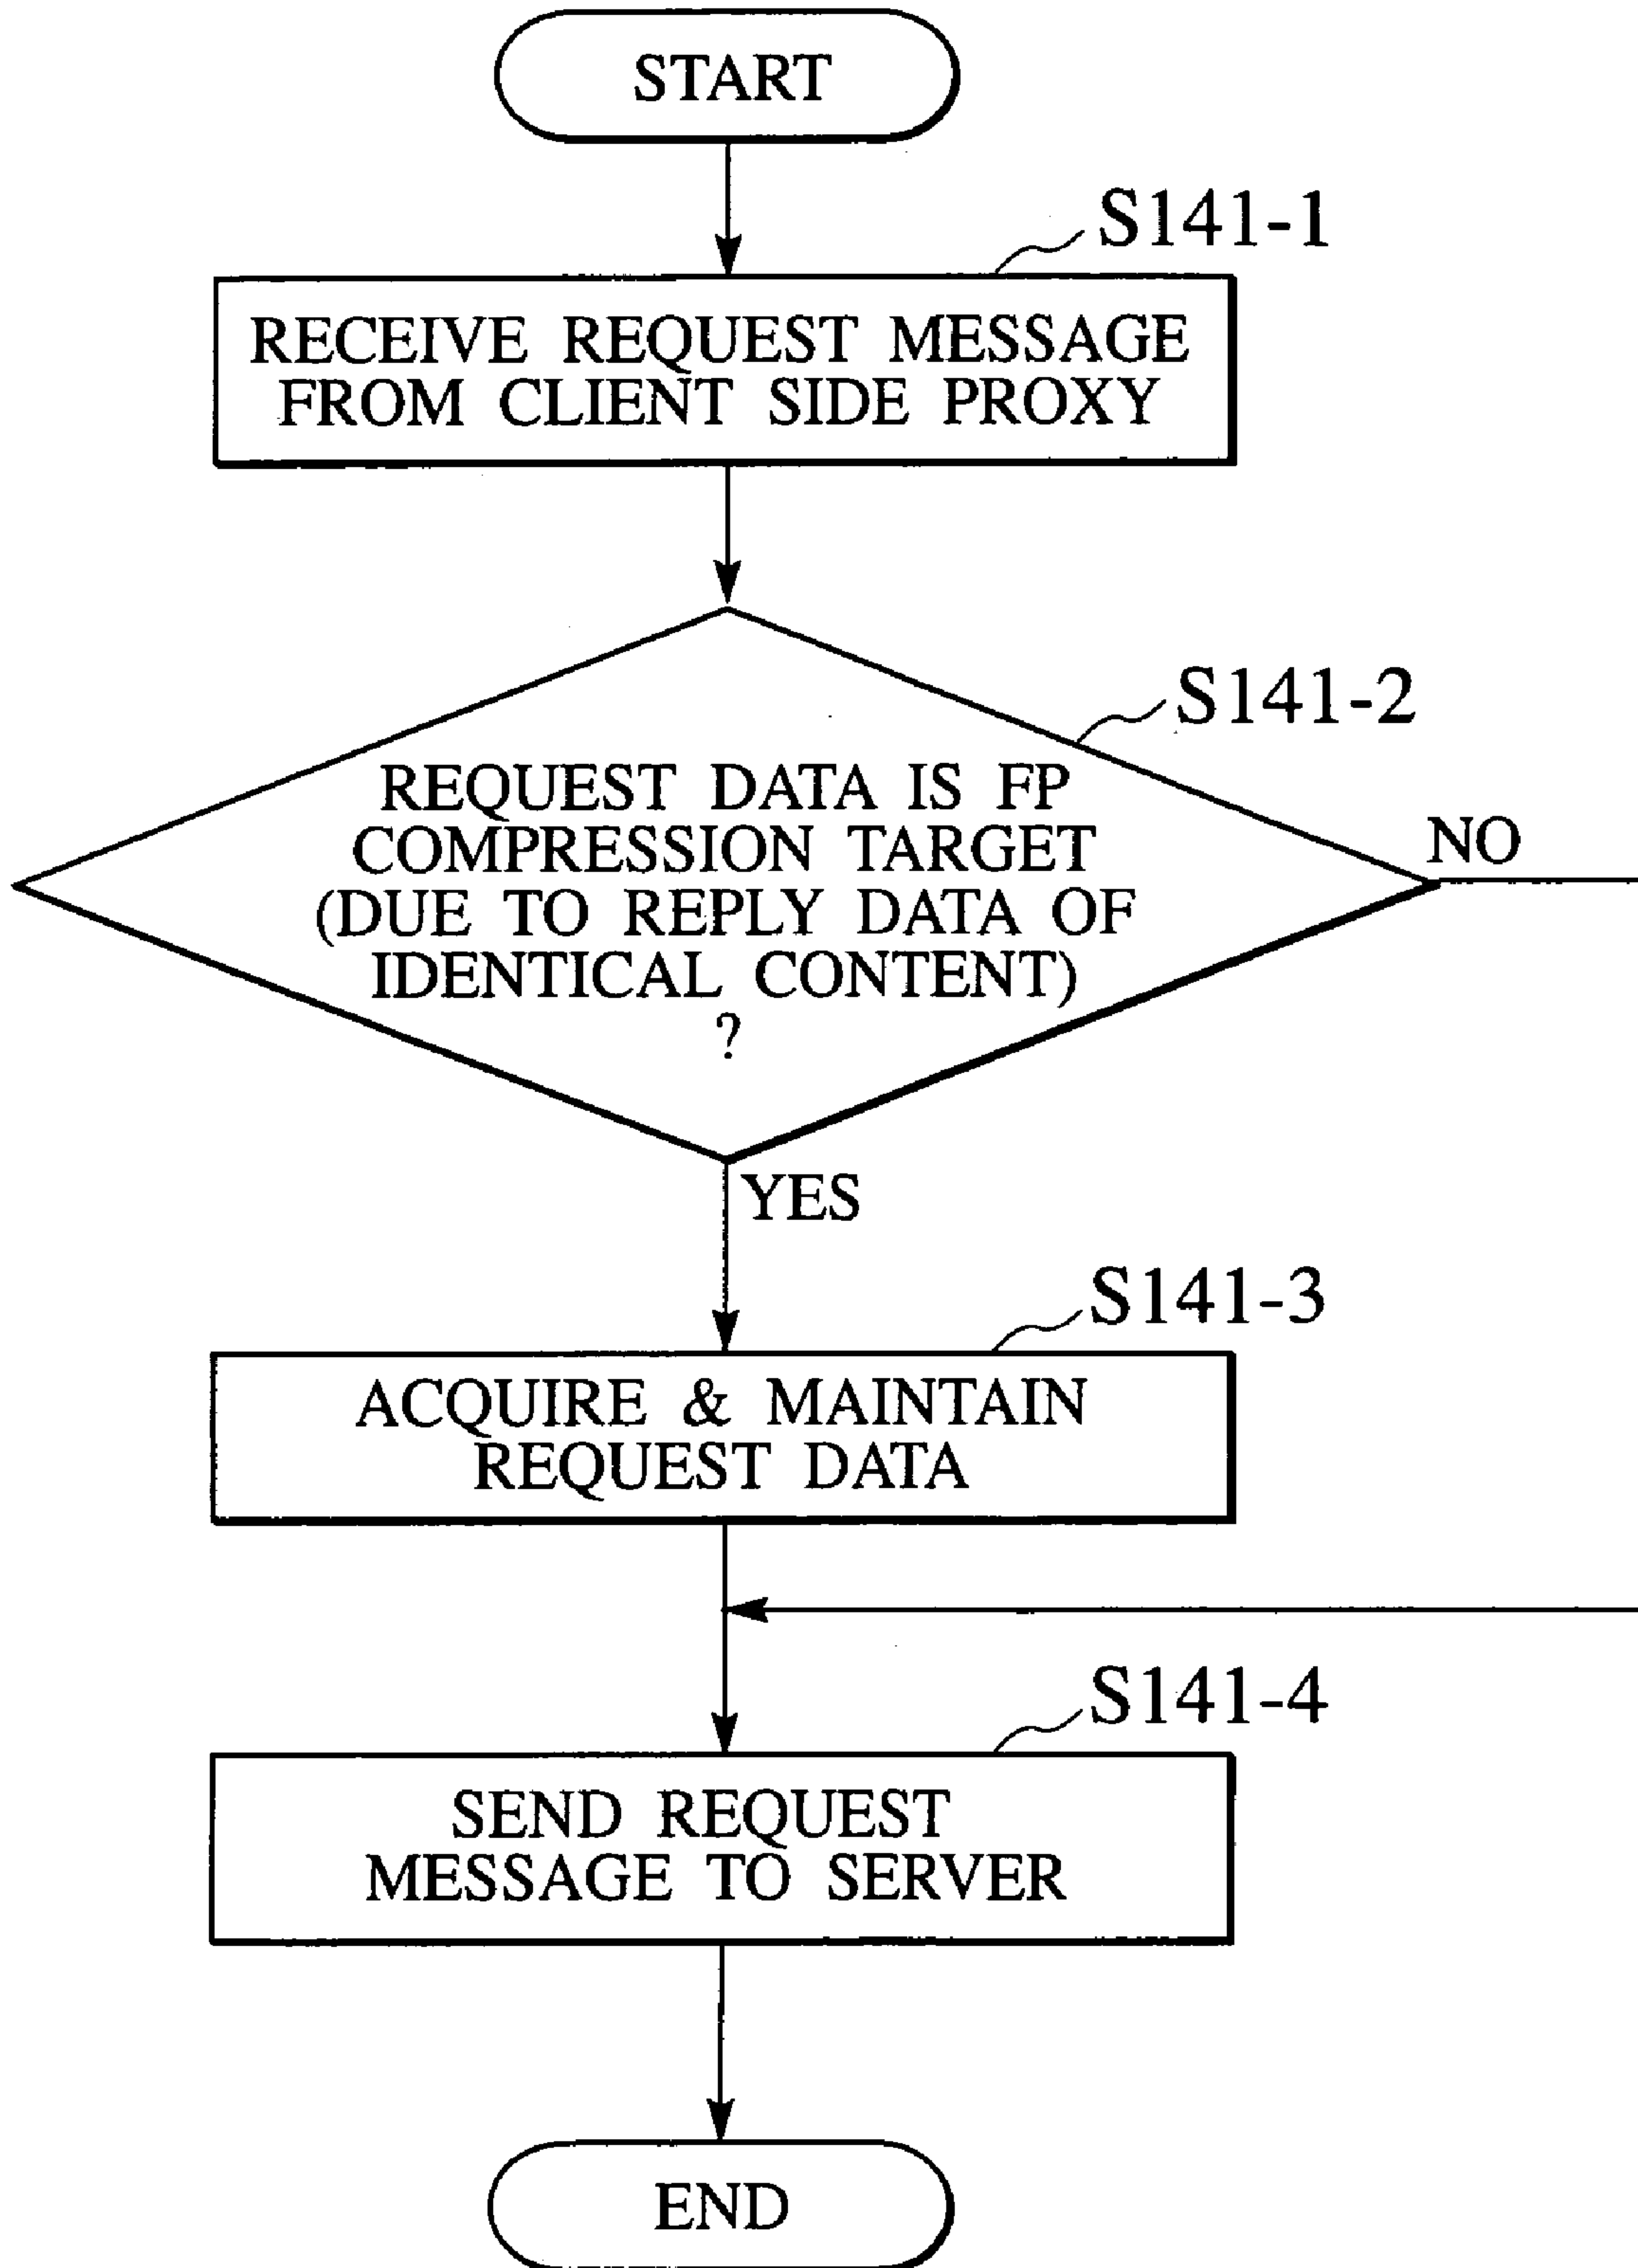 START
S141-1
RECEIVE REQUEST MESSAGE
FROM CLIENT SIDE PROXY
S141-2
REQUEST DATA IS FP
COMPRESSION TARGET
(DUE TO REPLY DATA OF
IDENTICAL CONTENT)
?
NO
YES
S141-3
ACQUIRE & MAINTAIN
REQUEST DATA
S141-4
SEND REQUEST
MESSAGE TO SERVER
END